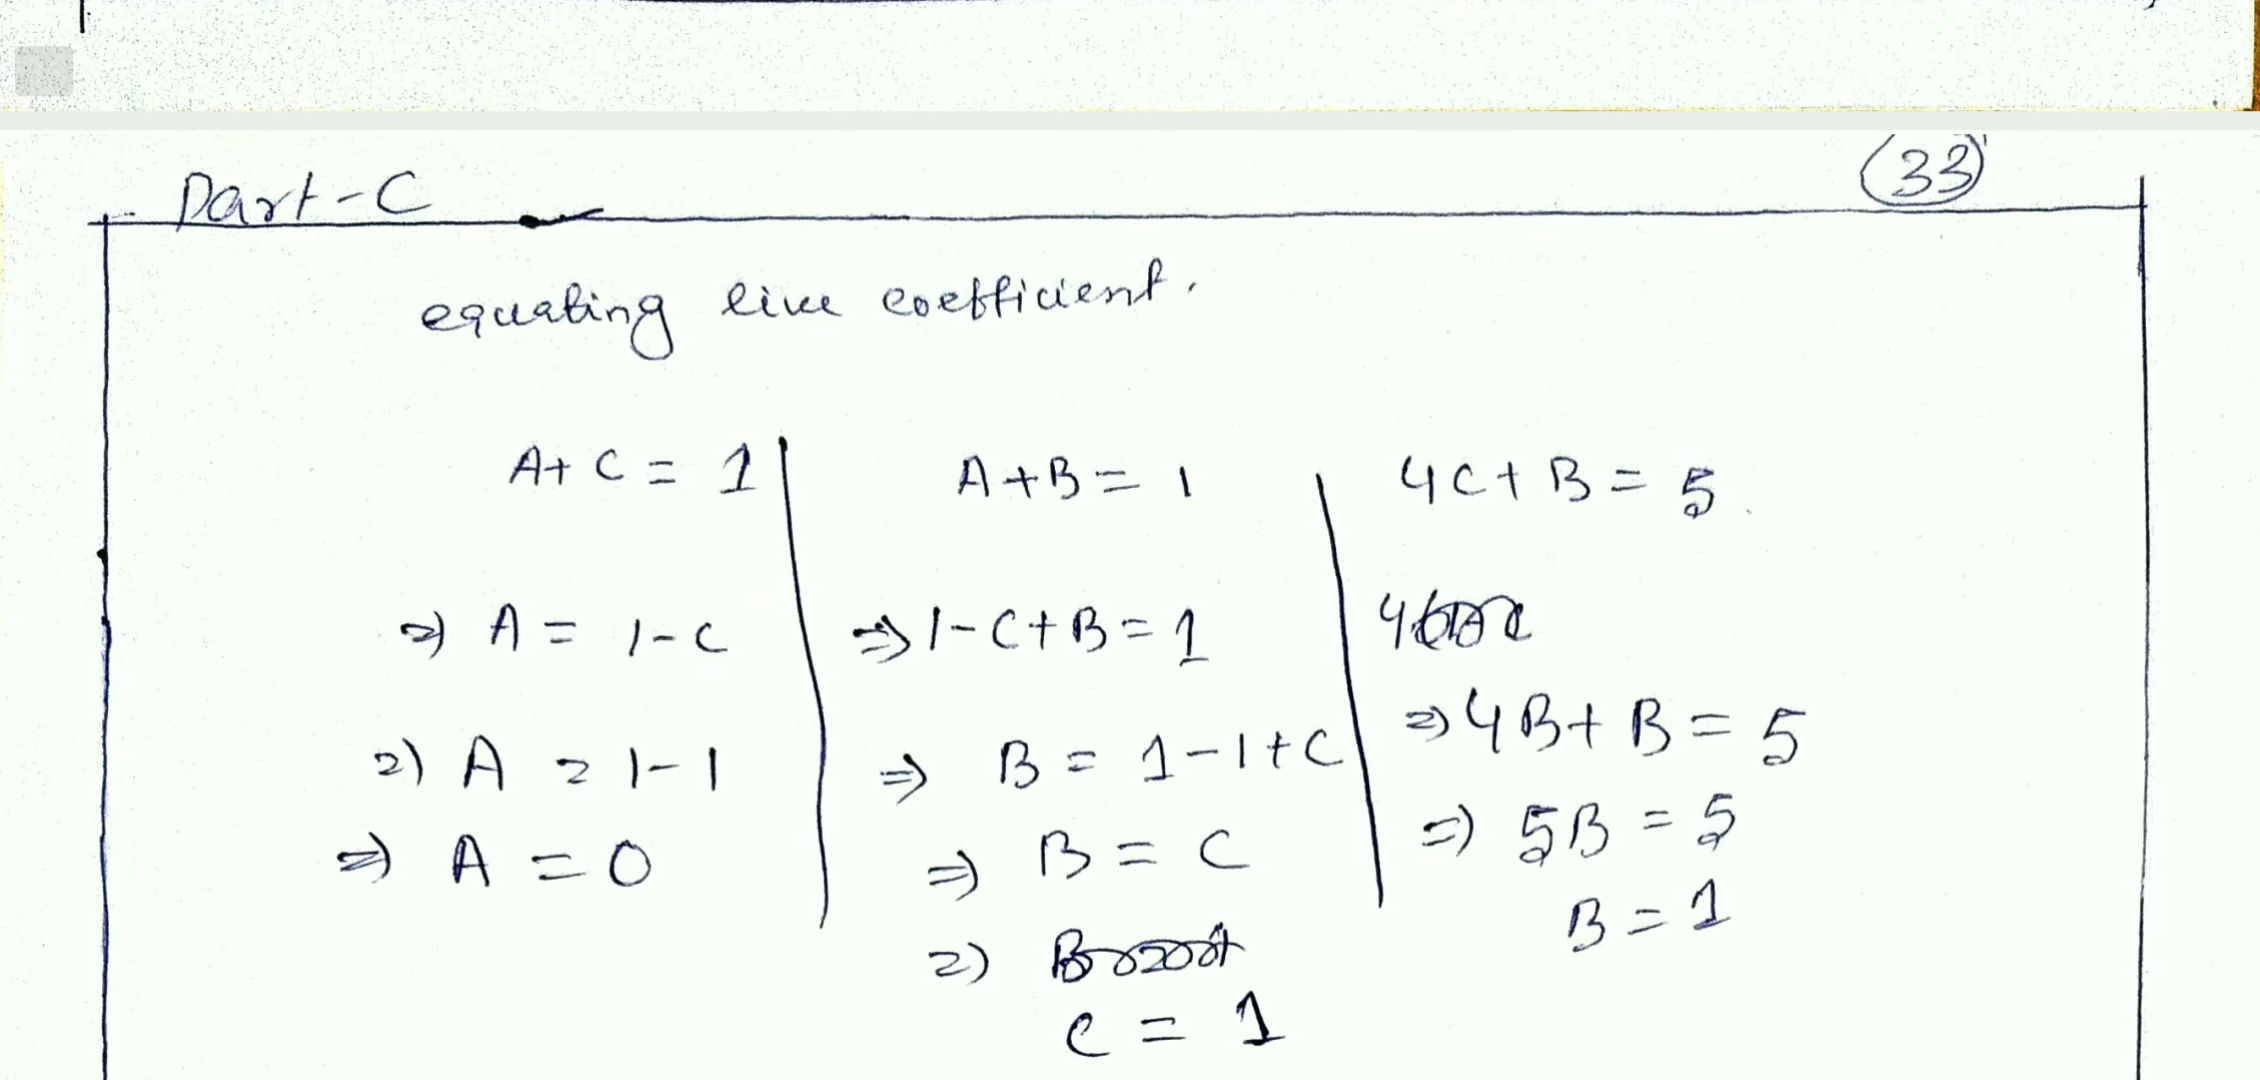 Part-C
(33)
equating like coefficient.
A+ C = 1
A+B = 1
4C+ B = 5
=> A = 1-C
=> 1-C+B = 1
=> A = 1-1
=> B = 1-1+C
=> 4B+ B = 5
=> A = 0
=> B = C
=> 5B = 5
B = 1
=>
C = 1